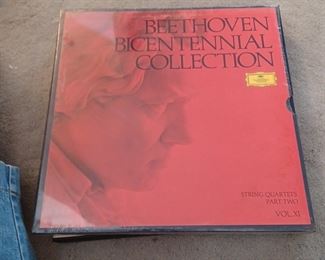 BEETHOVEN
BICENTENNIAL
COLLECTION
STRING QUARTETS
PART TWO
VOL. XI